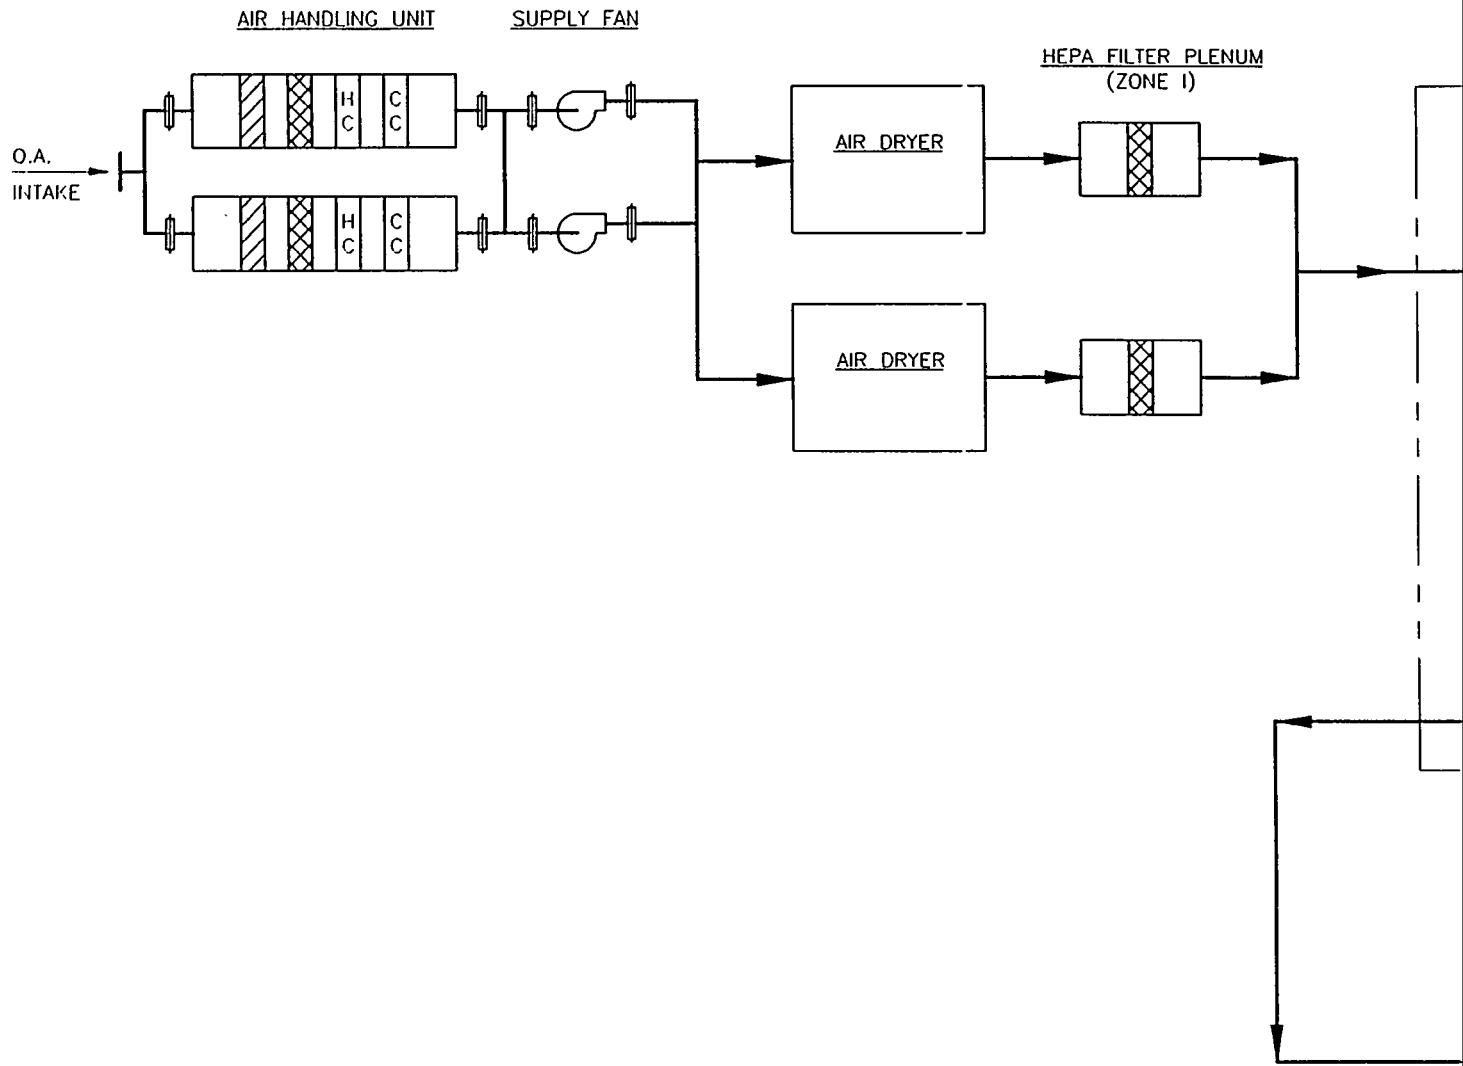 AIR HANDLING UNIT
SUPPLY FAN
HEPA FILTER PLENUM
(ZONE I)
H
C
C
C
O.A.
INTAKE
AIR DRYER
H
C
C
C
AIR DRYER